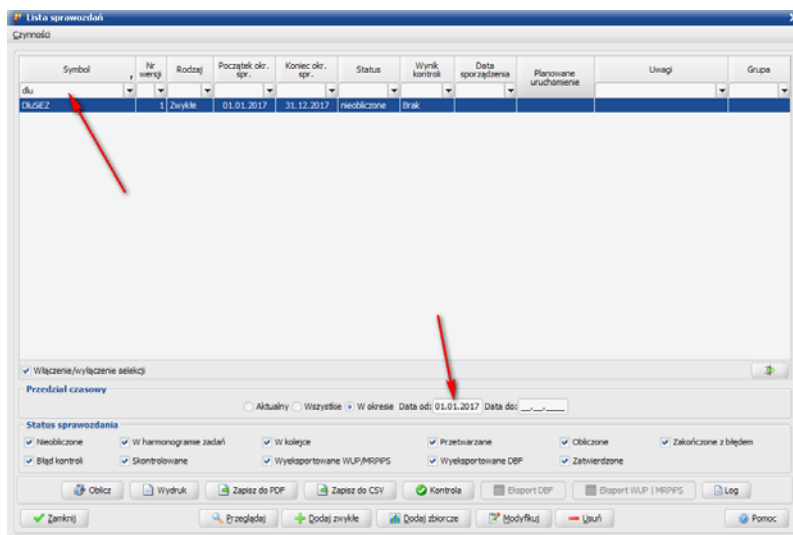 Lista sprawozdań
Czynności
Symbol Nr wersji Rodzaj Początek okr. spr. Koniec okr. spr. Status Wynik kontroli Data sporządzenia Planowane uruchomienie Uwagi Grupa
dlu
DluSIEZ 1 Zwykłe 01.01.2017 31.12.2017 nieobliczone Brak
Włączenie/wyłączenie selekcji
Przedział czasowy
Aktualny Wszystkie W okresie Data od: 01.01.2017 Data do: __.__.____
Status sprawozdania
Nieobliczone W harmonogramie zadań W kolejce Przetwarzane Obliczone Zakończone z błędem
Błąd kontroli Skontrolowane Wyeksportowane WUP/MRPiPS Wyeksportowane DBF Zatwierdzone
Oblicz Wydruk Zapisz do PDF Zapisz do CSV Kontrola Eksport DBF Eksport WUP | MRPiPS Log
Zamknij Przeglądaj Dodaj zwykłe Dodaj zbiorcze Modyfikuj Usuń Pomoc